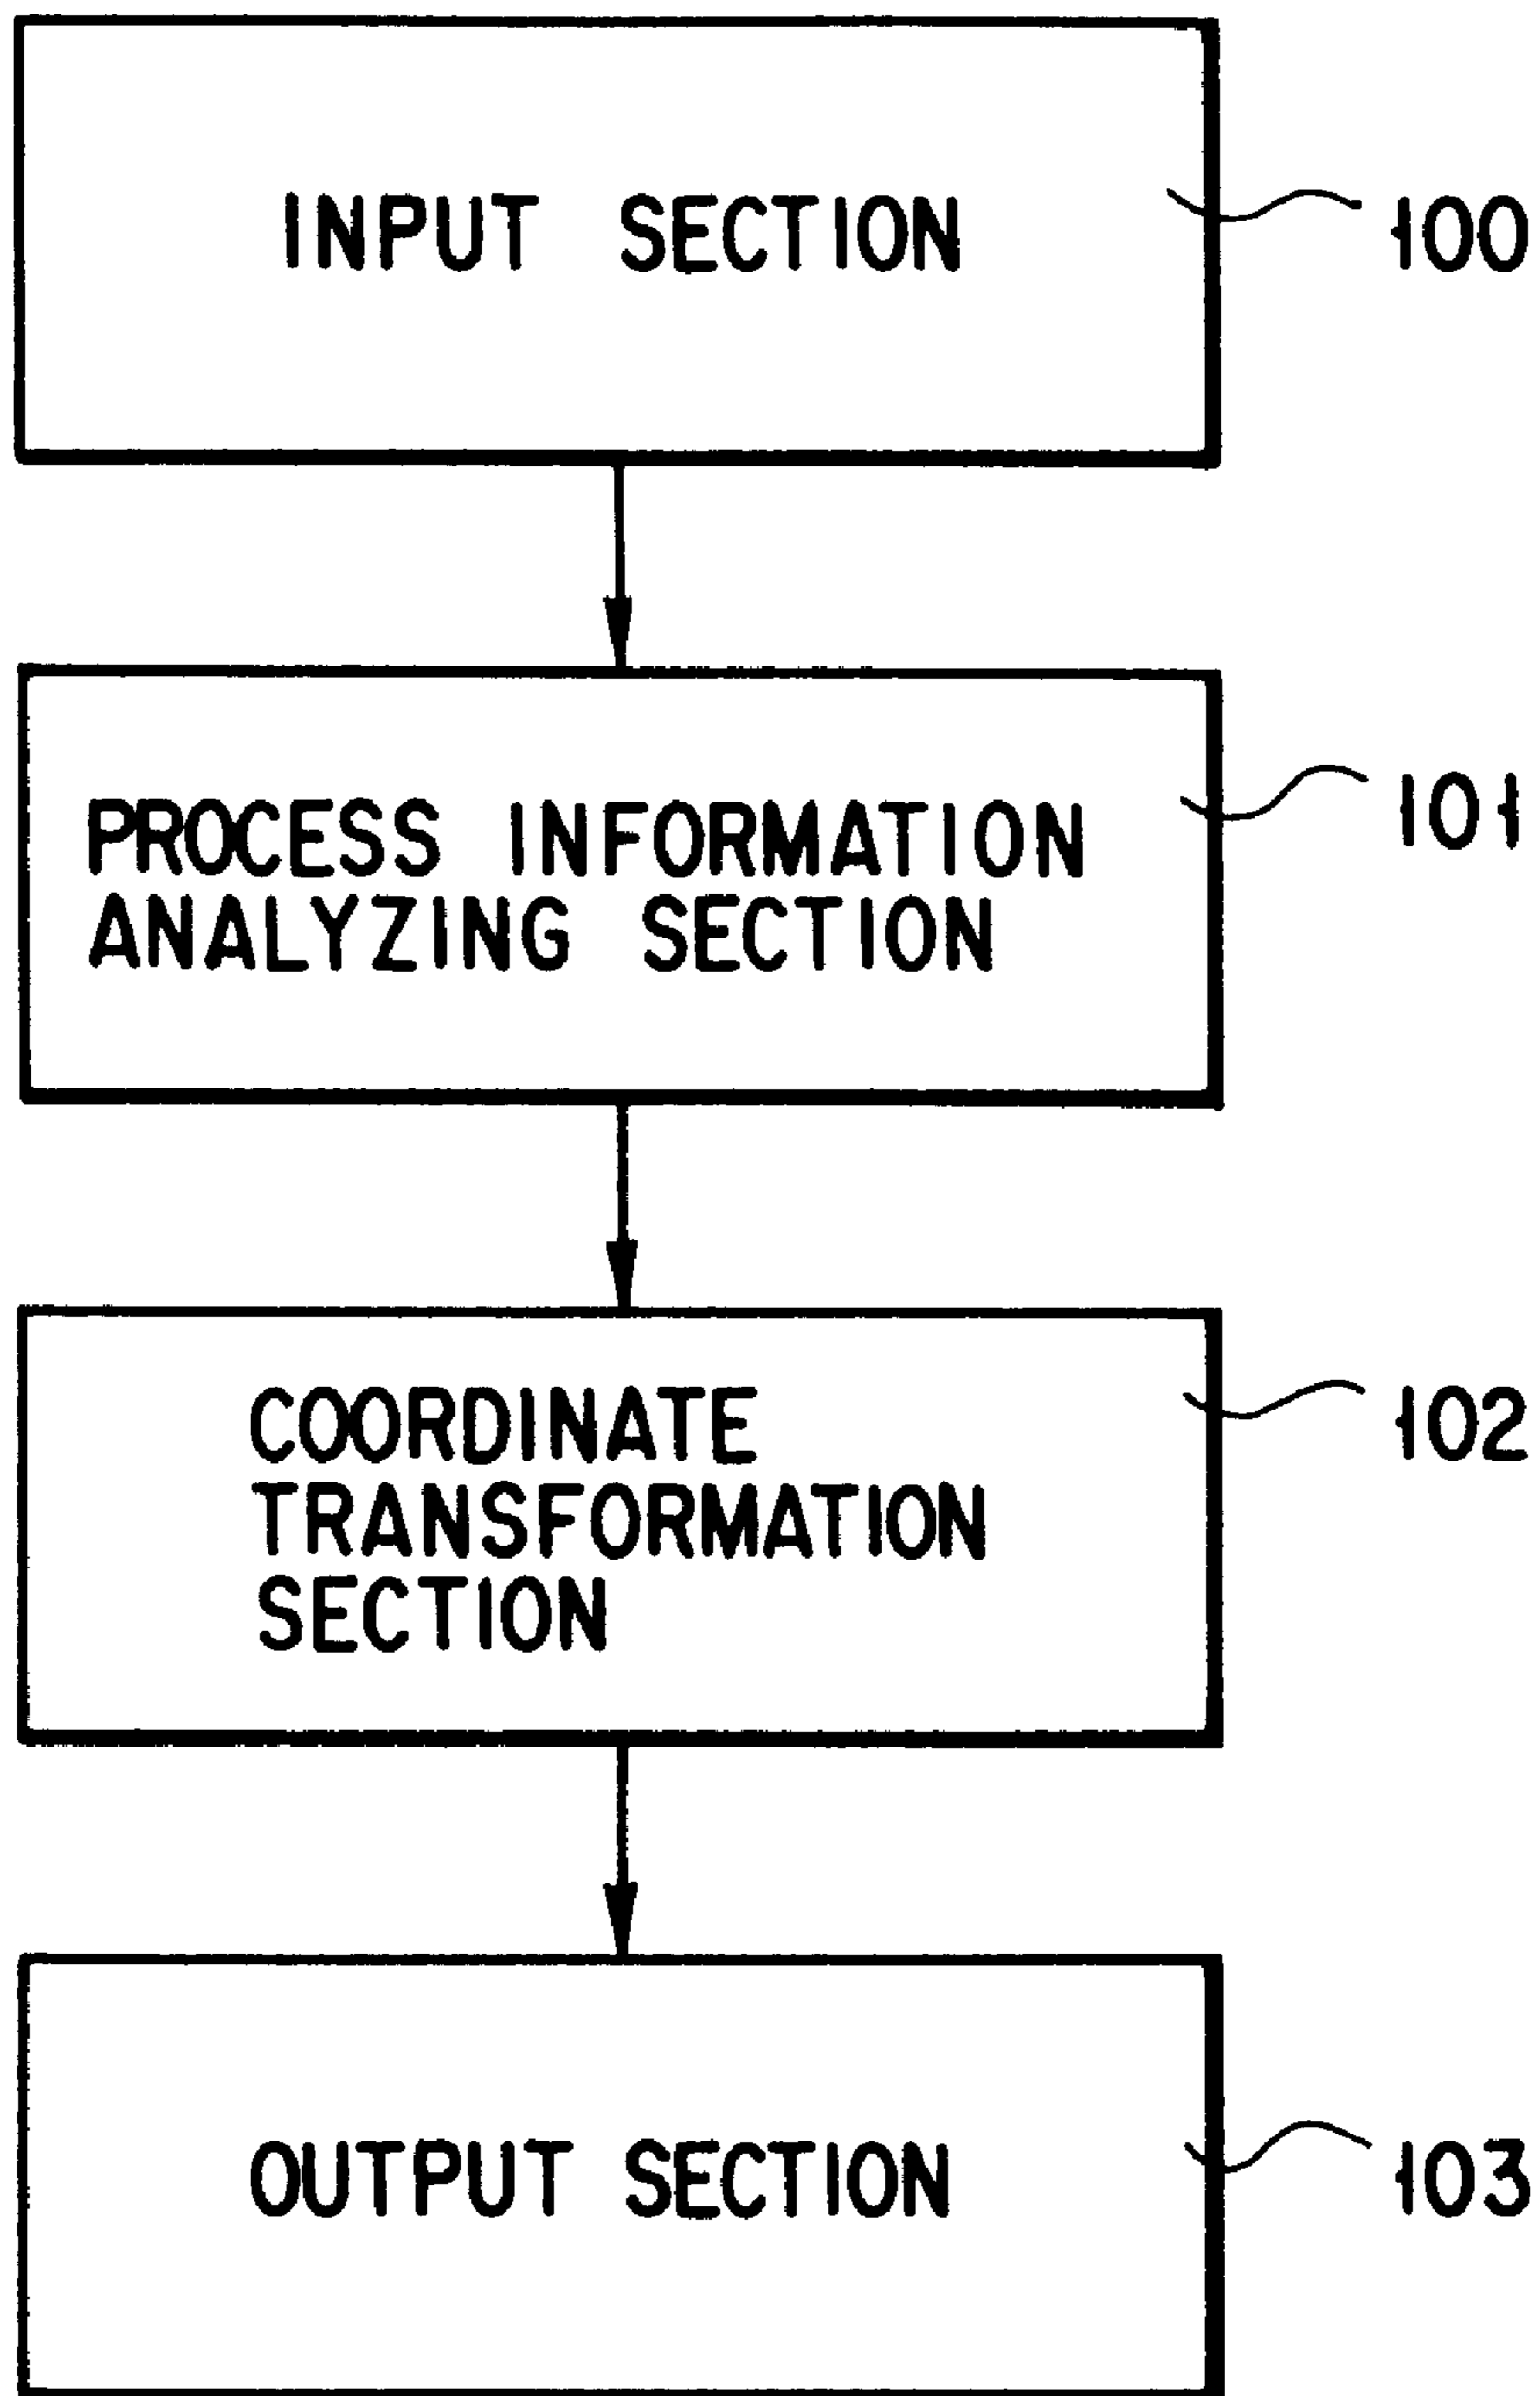 INPUT SECTION
100
PROCESS INFORMATION
ANALYZING SECTION
101
COORDINATE
TRANSFORMATION
SECTION
102
OUTPUT SECTION
103